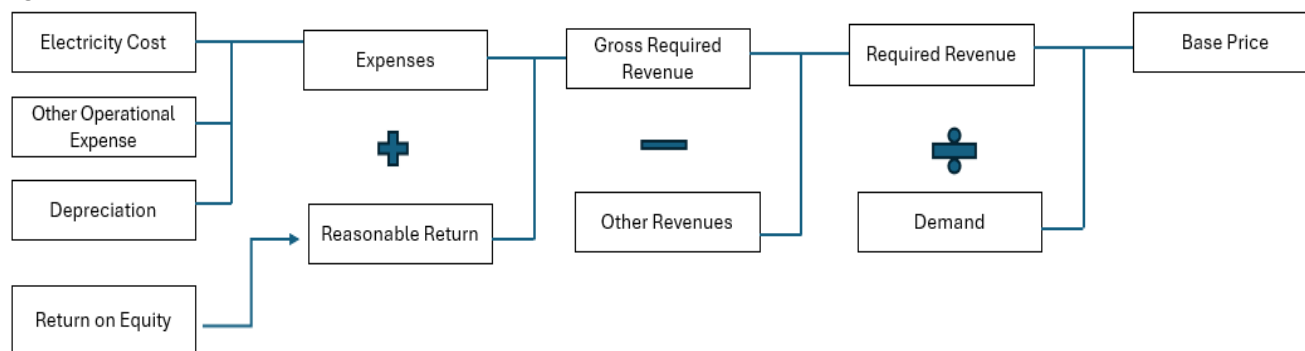 Electricity Cost
Other Operational
Expense
Depreciation
Return on Equity
Expenses
Reasonable Return
Gross Required
Revenue
Other Revenues
Required Revenue
Demand
Base Price